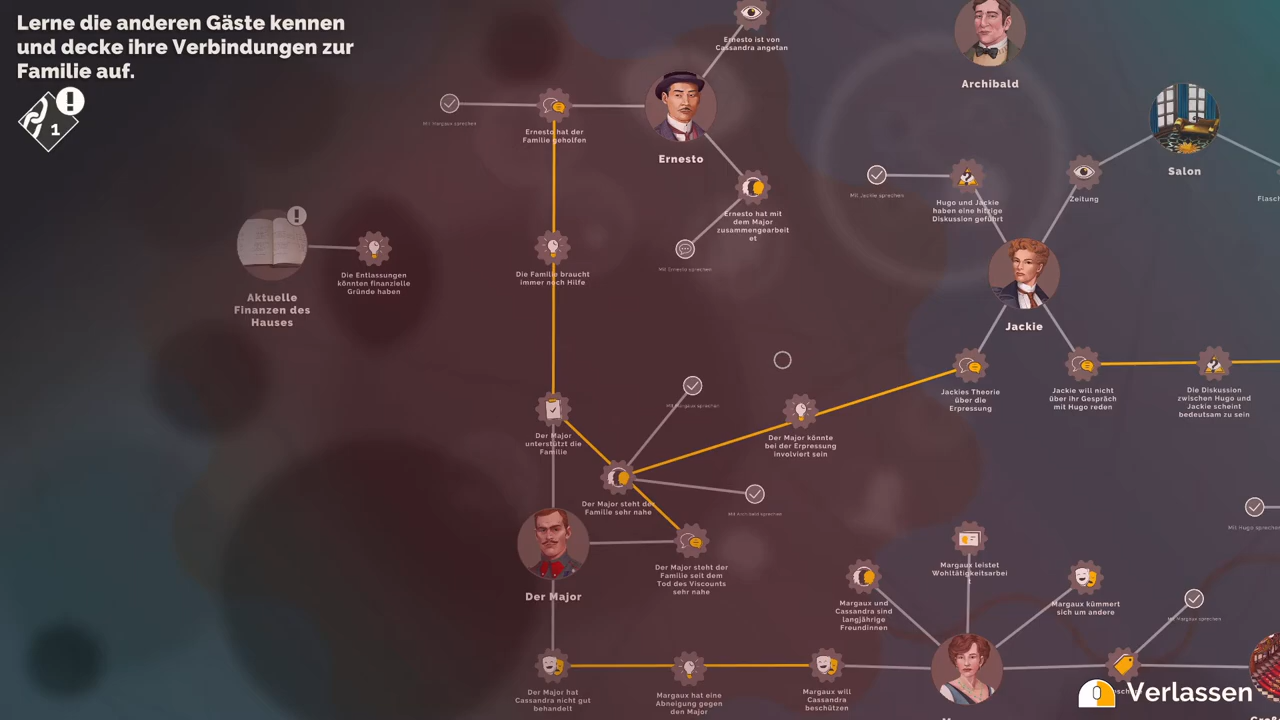 Lerne die anderen Gäste kennen
und decke ihre Verbindungen zur
Familie auf.
1
Ernesto ist von
Cassandra angetan
Archibald
Mit Margaux sprechen
Ernesto hat der
Familie geholfen
Ernesto
Salon
Mit Jackie sprechen
Hugo und Jackie
haben eine hitzige
Diskussion geführt
Zeitung
Flasch
Ernesto hat mit
dem Major
zusammengearbeit
et
Mit Ernesto sprechen
Die Familie braucht
immer noch Hilfe
Die Entlassungen
könnten finanzielle
Gründe haben
Aktuelle
Finanzen des
Hauses
Jackie
Jackies Theorie
über die
Erpressung
Jackie will nicht
über ihr Gespräch
mit Hugo reden
Die Diskussion
zwischen Hugo und
Jackie scheint
bedeutsam zu sein
Mit Margaux sprechen
Der Major
unterstützt die
Familie
Der Major könnte
bei der Erpressung
involviert sein
Der Major steht der
Familie sehr nahe
Mit Archibald sprechen
Mit Hugo sprechen
Der Major
Der Major steht der
Familie seit dem
Tod des Viscounts
sehr nahe
Margaux leistet
Wohltätigkeitsarbei
t
Margaux und
Cassandra sind
langjährige
Freundinnen
Margaux kümmert
sich um andere
Mit Margaux sprechen
Der Major hat
Cassandra nicht gut
behandelt
Margaux hat eine
Abneigung gegen
den Major
Margaux will
Cassandra
beschützen
Verlassen